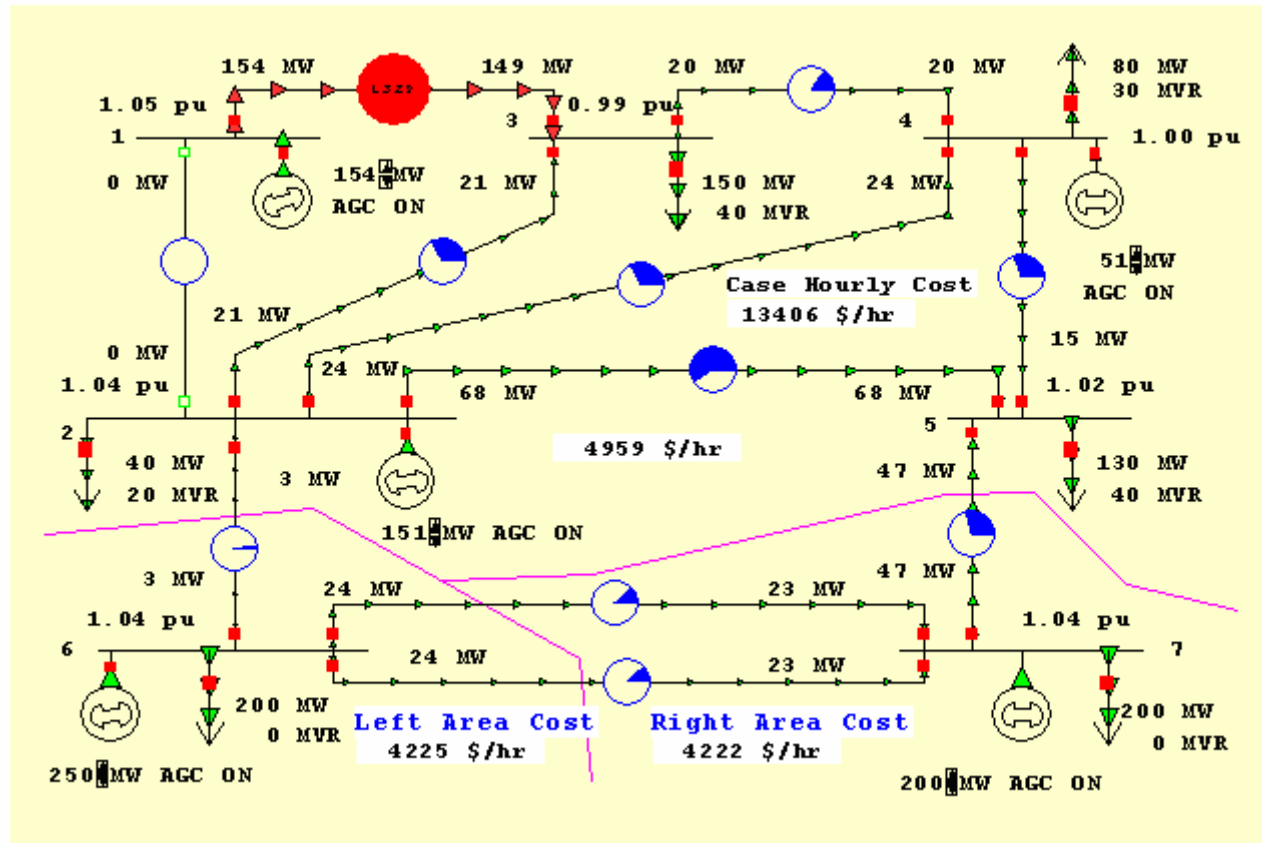 154 MW
149 MW
20 MW
20 MW
80 MW
30 MVR
1.05 pu
0.99 pu
1
3
4
1.00 pu
0 MW
154 MW
AGC ON
21 MW
150 MW
40 MVR
24 MW
51 MW
AGC ON
Case Hourly Cost
13406 $/hr
21 MW
0 MW
24 MW
15 MW
1.04 pu
68 MW
68 MW
1.02 pu
2
5
4959 $/hr
40 MW
20 MVR
3 MW
47 MW
130 MW
40 MVR
151 MW AGC ON
3 MW
24 MW
23 MW
47 MW
1.04 pu
1.04 pu
6
24 MW
23 MW
7
200 MW
0 MVR
Left Area Cost
4225 $/hr
Right Area Cost
4222 $/hr
200 MW
0 MVR
250 MW AGC ON
200 MW AGC ON